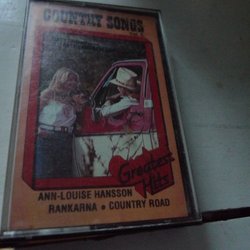 COUNTRY SONGS
Greatest
Hits
ANN-LOUISE HANSSON
RANKARNA • COUNTRY ROAD